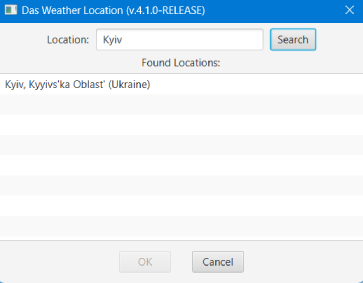 Das Weather Location (v.4.1.0-RELEASE)
Location: Kyiv Search
Found Locations:
Kyiv, Kyyivs'ka Oblast' (Ukraine)
OK Cancel